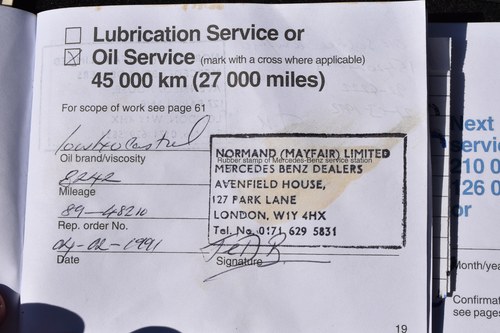 Lubrication Service or
Oil Service (mark with a cross where applicable)
45 000 km (27 000 miles)
For scope of work see page 61
Oil brand/viscosity
Mileage
89-48210
Rep. order No.
04-02-1991
Date
NORMAND (MAYFAIR) LIMITED
Rubber stamp of Mercedes-Benz service station
MERCEDES BENZ DEALERS
AVENFIELD HOUSE,
127 PARK LANE
LONDON, W1Y 4HX
Tel. No. 0171 629 5831
Signature
19
Next
servic
210 0
126 0
or
Month/yea
Confirmat
see page